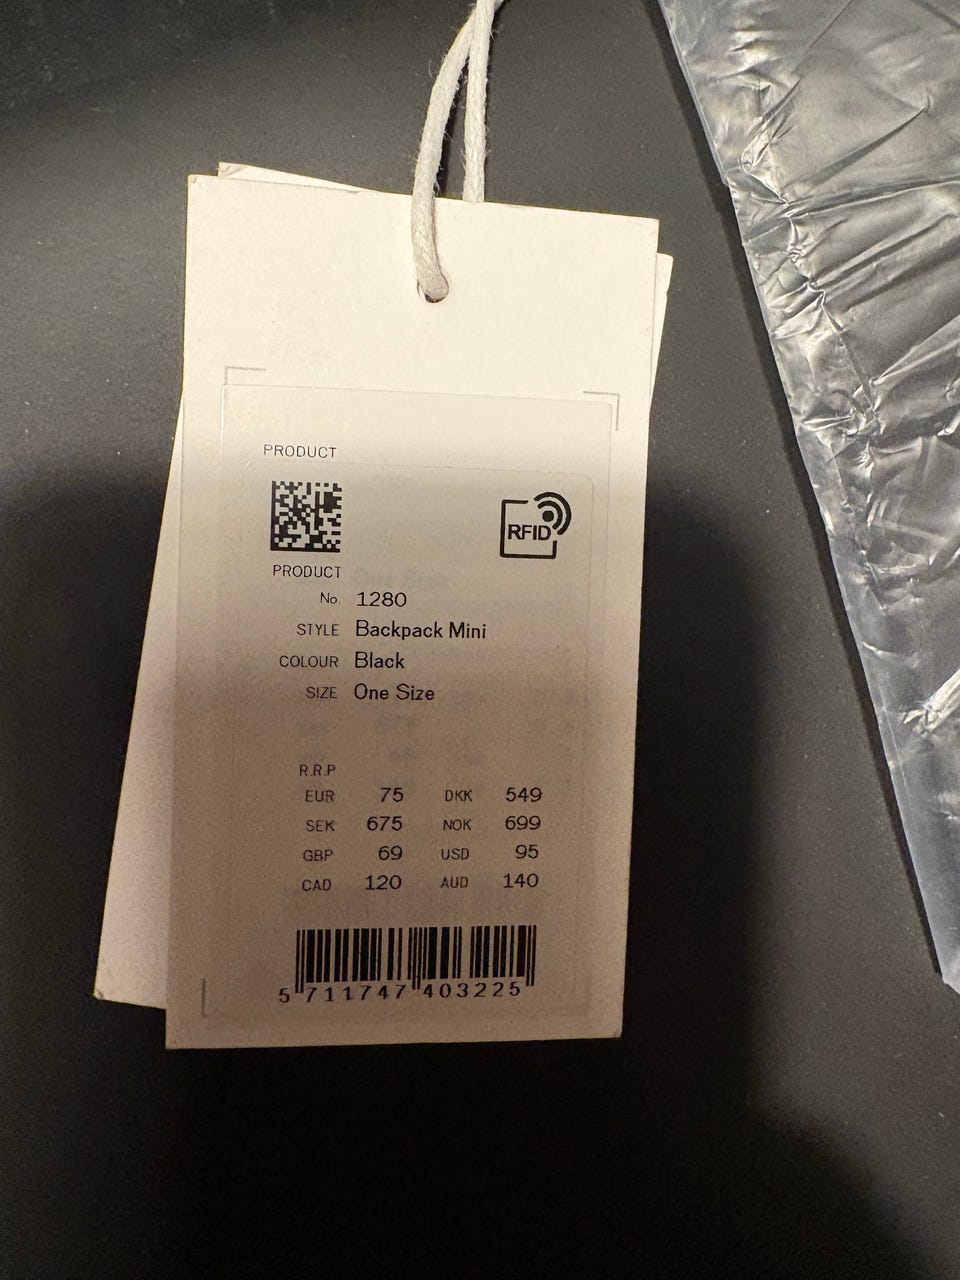 PRODUCT
RFID
PRODUCT
No. 1280
STYLE Backpack Mini
COLOUR Black
SIZE One Size
R.R.P
EUR 75 DKK 549
SEK 675 NOK 699
GBP 69 USD 95
CAD 120 AUD 140
5 711747 403225